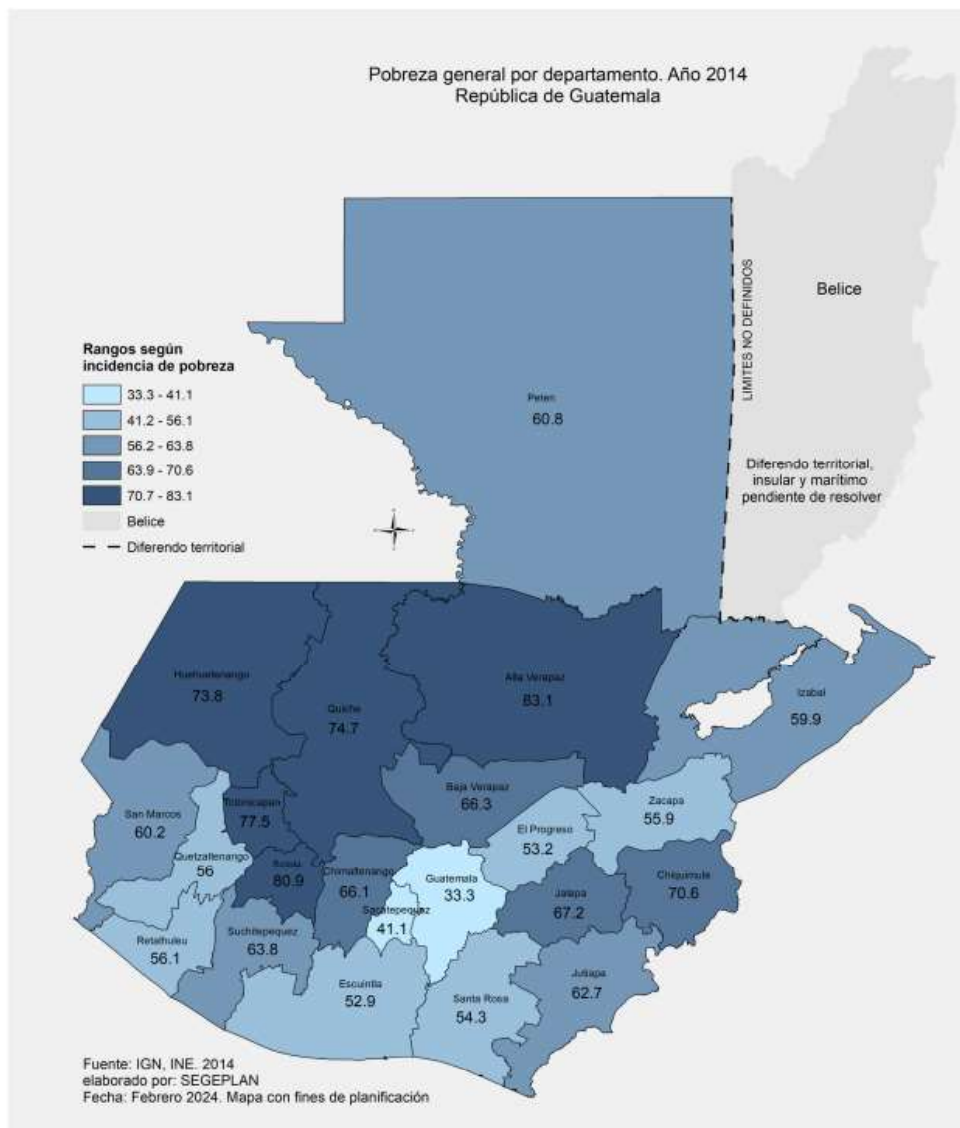 Pobreza general por departamento. Año 2014
República de Guatemala
LIMITES NO DEFINIDOS
Belice
Diferendo territorial,
insular y marítimo
pendiente de resolver
Rangos según
incidencia de pobreza
33.3 - 41.1
41.2 - 56.1
56.2 - 63.8
63.9 - 70.6
70.7 - 83.1
Belice
Diferendo territorial
Peten
60.8
Huehuetenango
73.8
Quiche
74.7
Alta Verapaz
83.1
Izabal
59.9
Baja Verapaz
66.3
Zacapa
55.9
San Marcos
60.2
Totonicapan
77.5
El Progreso
53.2
Quetzaltenango
56
Solola
80.9
Chimaltenango
66.1
Guatemala
33.3
Jalapa
67.2
Chiquimula
70.6
Sacatepequez
41.1
Retalhuleu
56.1
Suchitepequez
63.8
Escuintla
52.9
Santa Rosa
54.3
Jutiapa
62.7
Fuente: IGN, INE. 2014
elaborado por: SEGEPLAN
Fecha: Febrero 2024. Mapa con fines de planificación